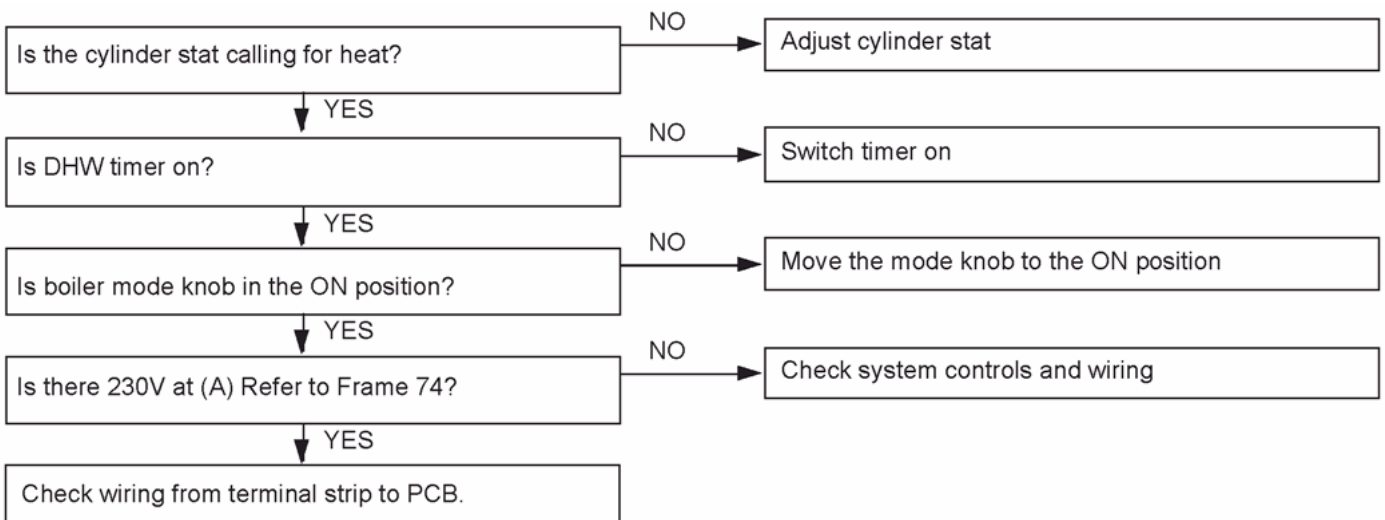 Is the cylinder stat calling for heat?
NO
Adjust cylinder stat
YES
Is DHW timer on?
NO
Switch timer on
YES
Is boiler mode knob in the ON position?
NO
Move the mode knob to the ON position
YES
Is there 230V at (A) Refer to Frame 74?
NO
Check system controls and wiring
YES
Check wiring from terminal strip to PCB.